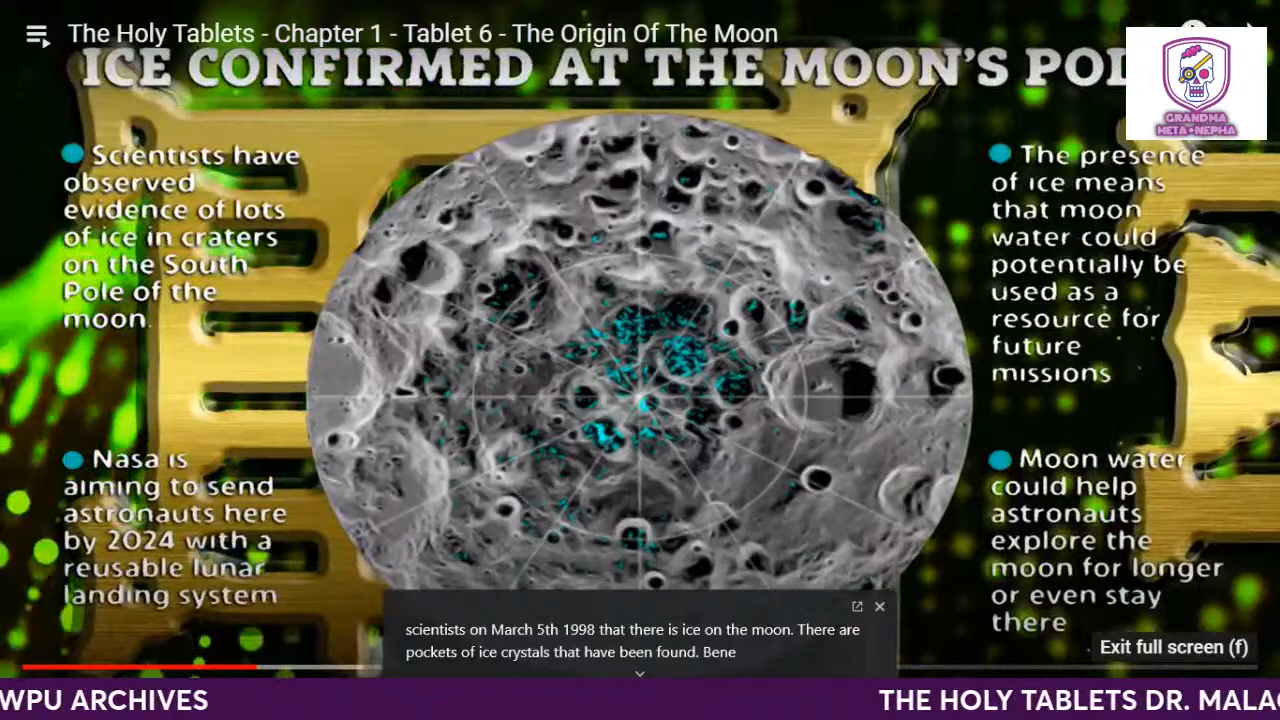 The Holy Tablets - Chapter 1 - Tablet 6 - The Origin Of The Moon
ICE CONFIRMED AT THE MOON'S POL
GRANDMA
META•NEPHA
Scientists have
observed
evidence of lots
of ice in craters
on the South
Pole of the
moon.
Nasa is
aiming to send
astronauts here
by 2024 with a
reusable lunar
landing system
The presence
of ice means
that moon
water could
potentially be
used as a
resource for
future
missions
Moon water
could help
astronauts
explore the
moon for longer
or even stay
there
scientists on March 5th 1998 that there is ice on the moon. There are
pockets of ice crystals that have been found. Bene
Exit full screen (f)
WPU ARCHIVES
THE HOLY TABLETS DR. MALAC